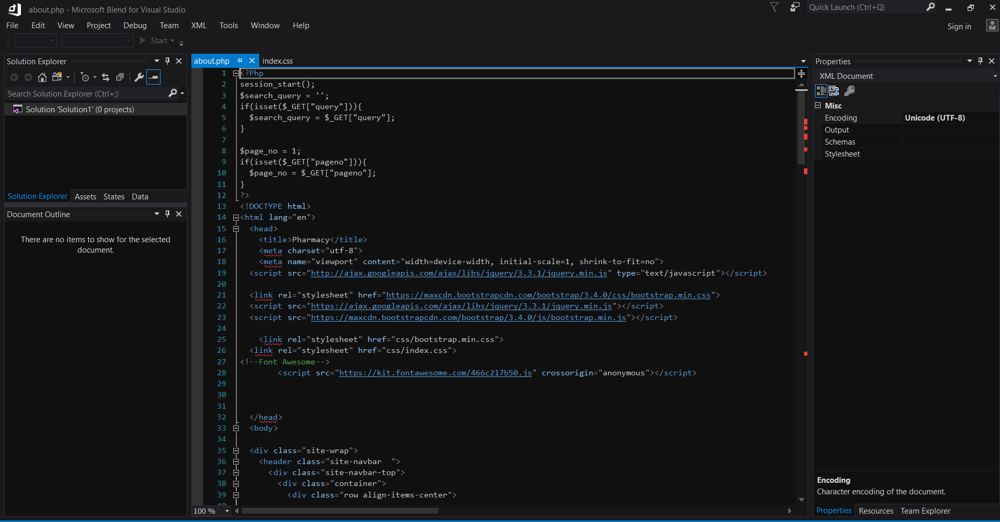 about.php - Microsoft Blend for Visual Studio
Quick Launch (Ctrl+Q)
File Edit View Project Debug Team XML Tools Window Help
Sign in
Start
Solution Explorer
Search Solution Explorer (Ctrl+;)
Solution 'Solution1' (0 projects)
Solution Explorer Assets States Data
Document Outline
There are no items to show for the selected
document.
about.php index.css
1 <?Php
2 session_start();
3 $search_query = '';
4 if(isset($_GET["query"])){
5 $search_query = $_GET["query"];
6 }
7
8 $page_no = 1;
9 if(isset($_GET["pageno"])){
10 $page_no = $_GET["pageno"];
11 }
12 ?>
13 <!DOCTYPE html>
14 <html lang="en">
15 <head>
16 <title>Pharmacy</title>
17 <meta charset="utf-8">
18 <meta name="viewport" content="width=device-width, initial-scale=1, shrink-to-fit=no">
19 <script src="http://ajax.googleapis.com/ajax/libs/jquery/3.3.1/jquery.min.js" type="text/javascript"></script>
20
21 <link rel="stylesheet" href="https://maxcdn.bootstrapcdn.com/bootstrap/3.4.0/css/bootstrap.min.css">
22 <script src="https://ajax.googleapis.com/ajax/libs/jquery/3.3.1/jquery.min.js"></script>
23 <script src="https://maxcdn.bootstrapcdn.com/bootstrap/3.4.0/js/bootstrap.min.js"></script>
24
25 <link rel="stylesheet" href="css/bootstrap.min.css">
26 <link rel="stylesheet" href="css/index.css">
27 <!--Font Awesome-->
28 <script src="https://kit.fontawesome.com/466c217b50.js" crossorigin="anonymous"></script>
29
30
31
32 </head>
33 <body>
34
35 <div class="site-wrap">
36 <header class="site-navbar  ">
37 <div class="site-navbar-top">
38 <div class="container">
39 <div class="row align-items-center">
40
100 %
Properties
XML Document
Misc
Encoding Unicode (UTF-8)
Output
Schemas
Stylesheet
Encoding
Character encoding of the document.
Properties Resources Team Explorer